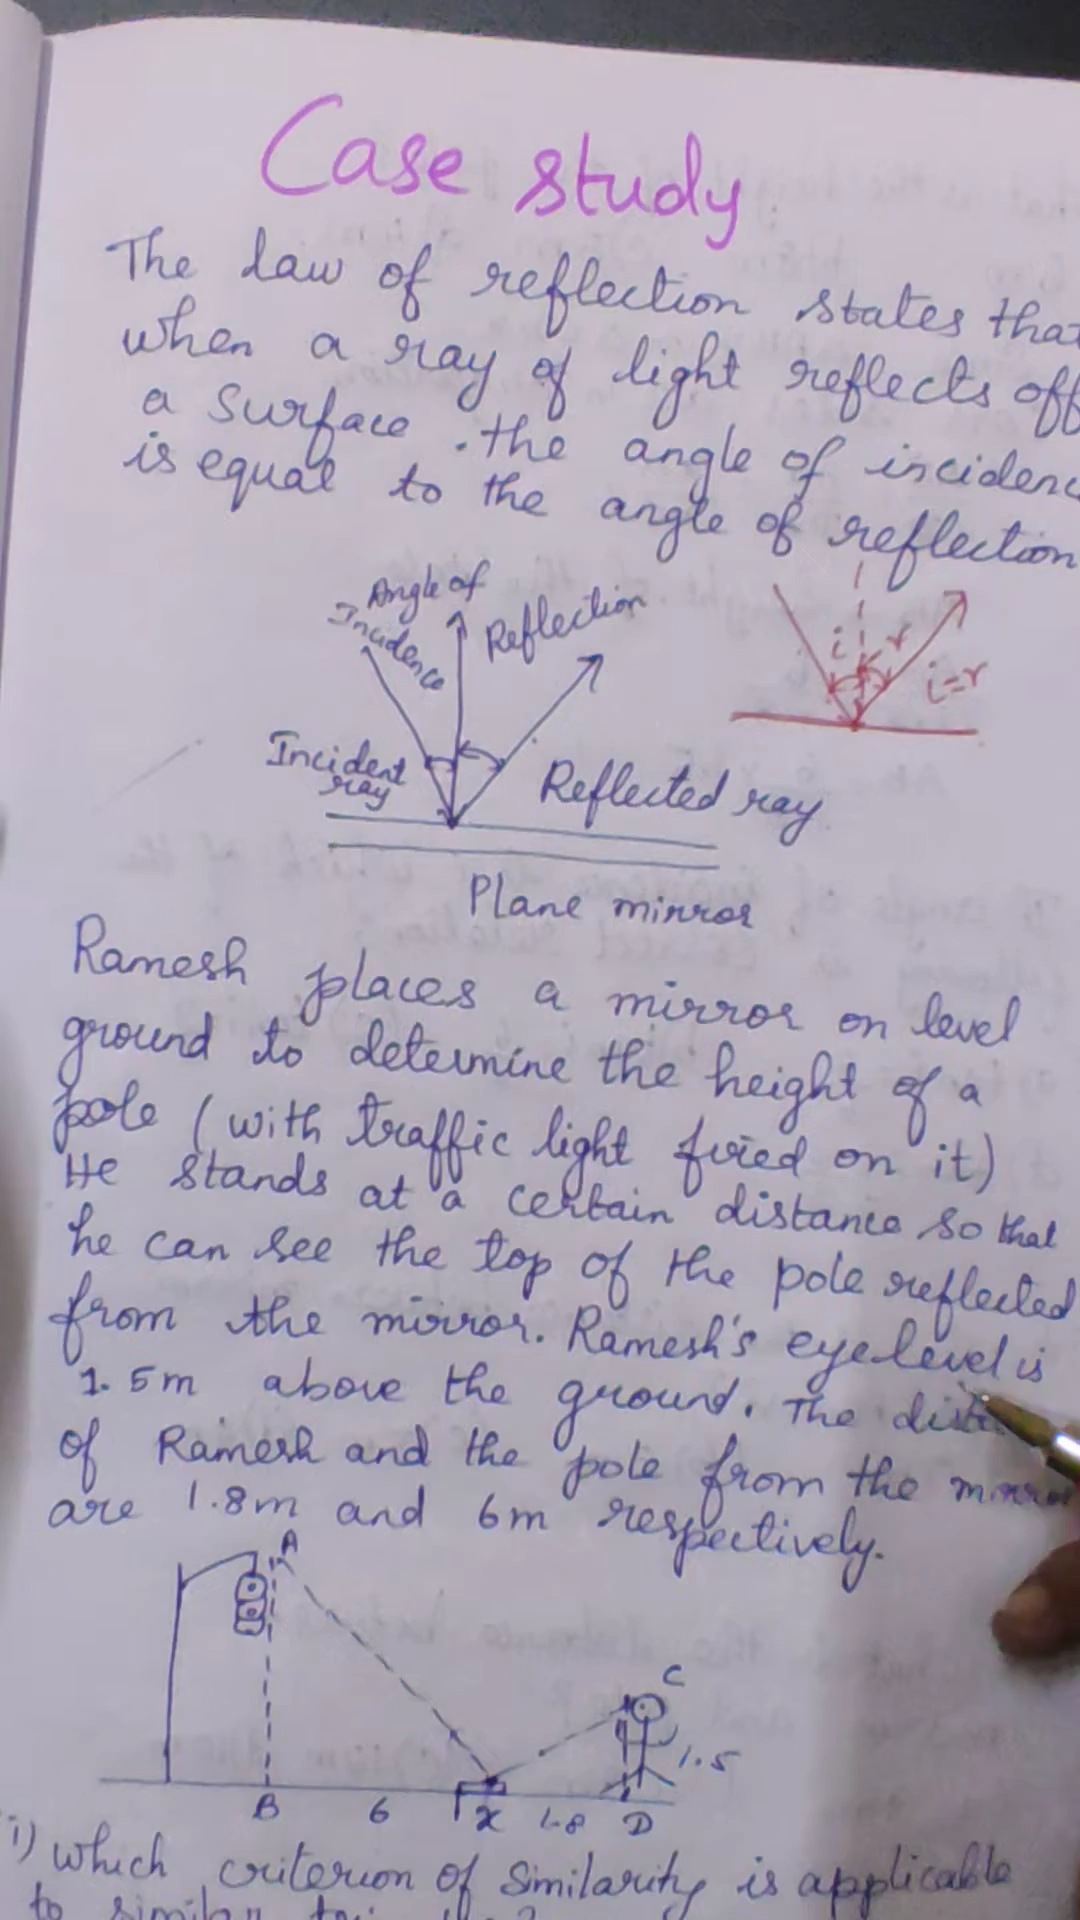 Case study
The law of reflection states that
when a ray of light reflects off
a surface . the angle of incidenc
is equal to the angle of reflection
Angle of
Incidence
Reflection
i r
i=r
Incident
ray
Reflected ray
Plane mirror
Ramesh places a mirror on level
ground to determine the height of a
pole (with traffic light fixed on it)
He stands at a certain distance so that
he can see the top of the pole reflected
from the mirror. Ramesh's eye level is
1.5m above the ground. The dist
of Ramesh and the pole from the mirror
are 1.8m and 6m respectively.
A
C
1.5
B 6 X 1.8 D
i) Which criterion of similarity is applicable
to similar